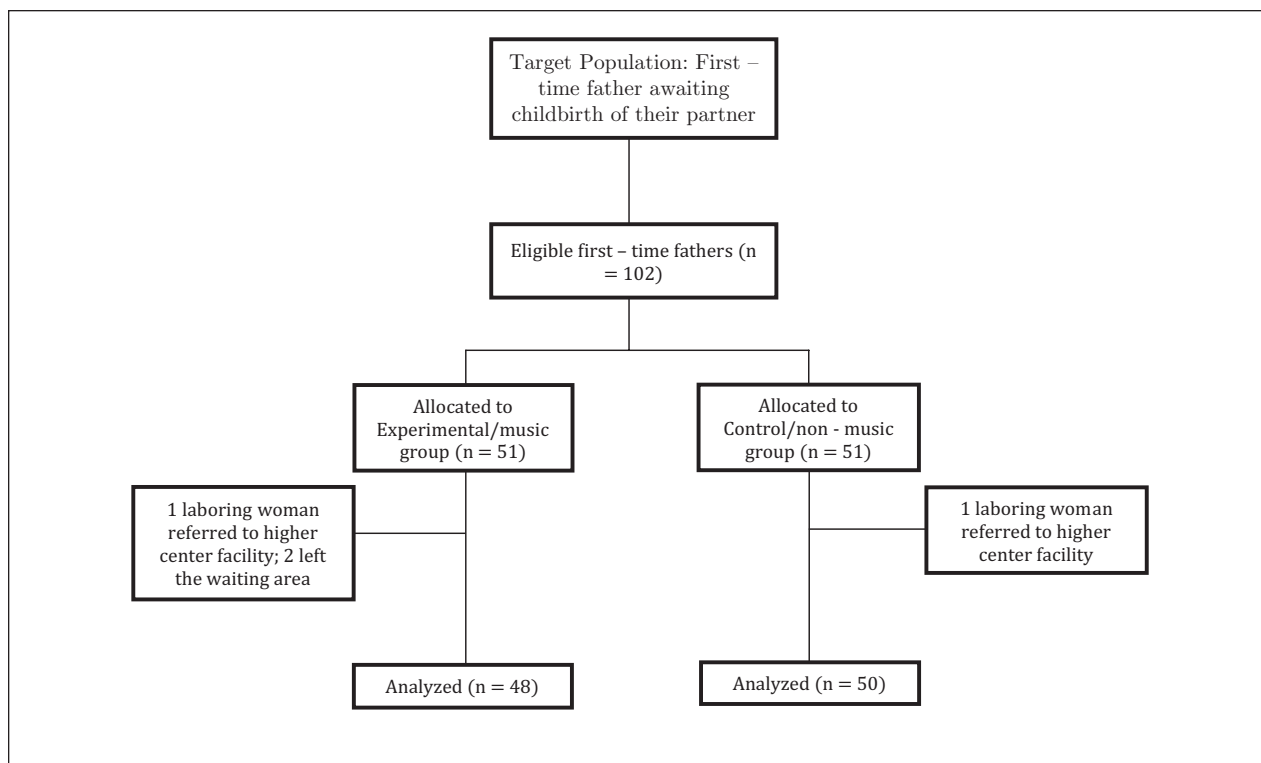 Target Population: First –
time father awaiting
childbirth of their partner
Eligible first – time fathers (n
= 102)
Allocated to
Experimental/music
group (n = 51)
Allocated to
Control/non - music
group (n = 51)
1 laboring woman
referred to higher
center facility; 2 left
the waiting area
1 laboring woman
referred to higher
center facility
Analyzed (n = 48)
Analyzed (n = 50)